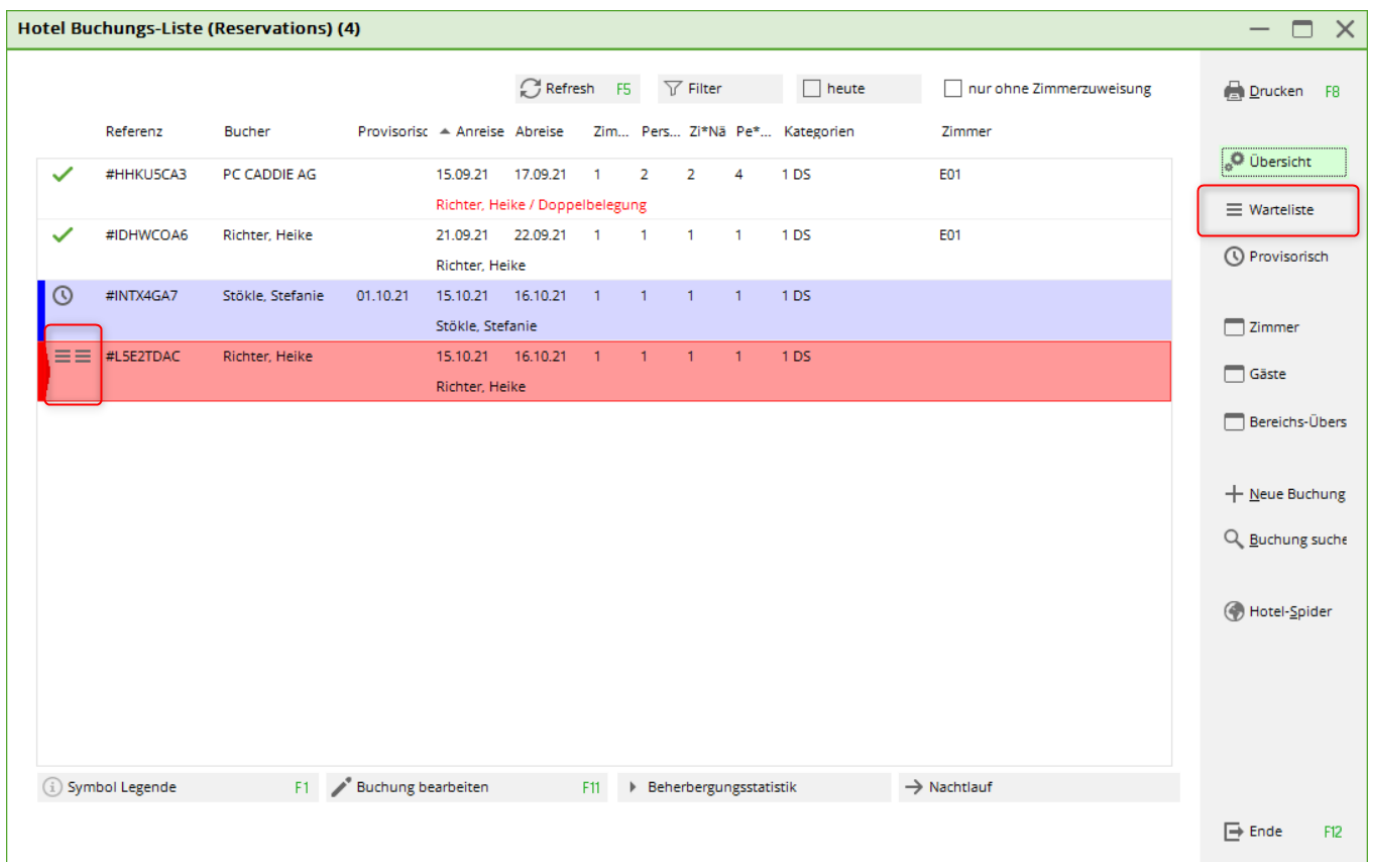 Hotel Buchungs-Liste (Reservations) (4)
Refresh F5 Filter heute nur ohne Zimmerzuweisung
Referenz Bucher Provisorisc Anreise Abreise Zim... Pers... Zi*Nä Pe*... Kategorien Zimmer
#HHKU5CA3 PC CADDIE AG 15.09.21 17.09.21 1 2 2 4 1 DS E01
Richter, Heike / Doppelbelegung
#IDHWCOA6 Richter, Heike 21.09.21 22.09.21 1 1 1 1 1 DS E01
Richter, Heike
#INTX4GA7 Stökle, Stefanie 01.10.21 15.10.21 16.10.21 1 1 1 1 1 DS
Stökle, Stefanie
#L5E2TDAC Richter, Heike 15.10.21 16.10.21 1 1 1 1 1 DS
Richter, Heike
Symbol Legende F1 Buchung bearbeiten F11 Beherbergungsstatistik Nachtlauf
Drucken F8
Übersicht
Warteliste
Provisorisch
Zimmer
Gäste
Bereichs-Übers
Neue Buchung
Buchung suche
Hotel-Spider
Ende F12